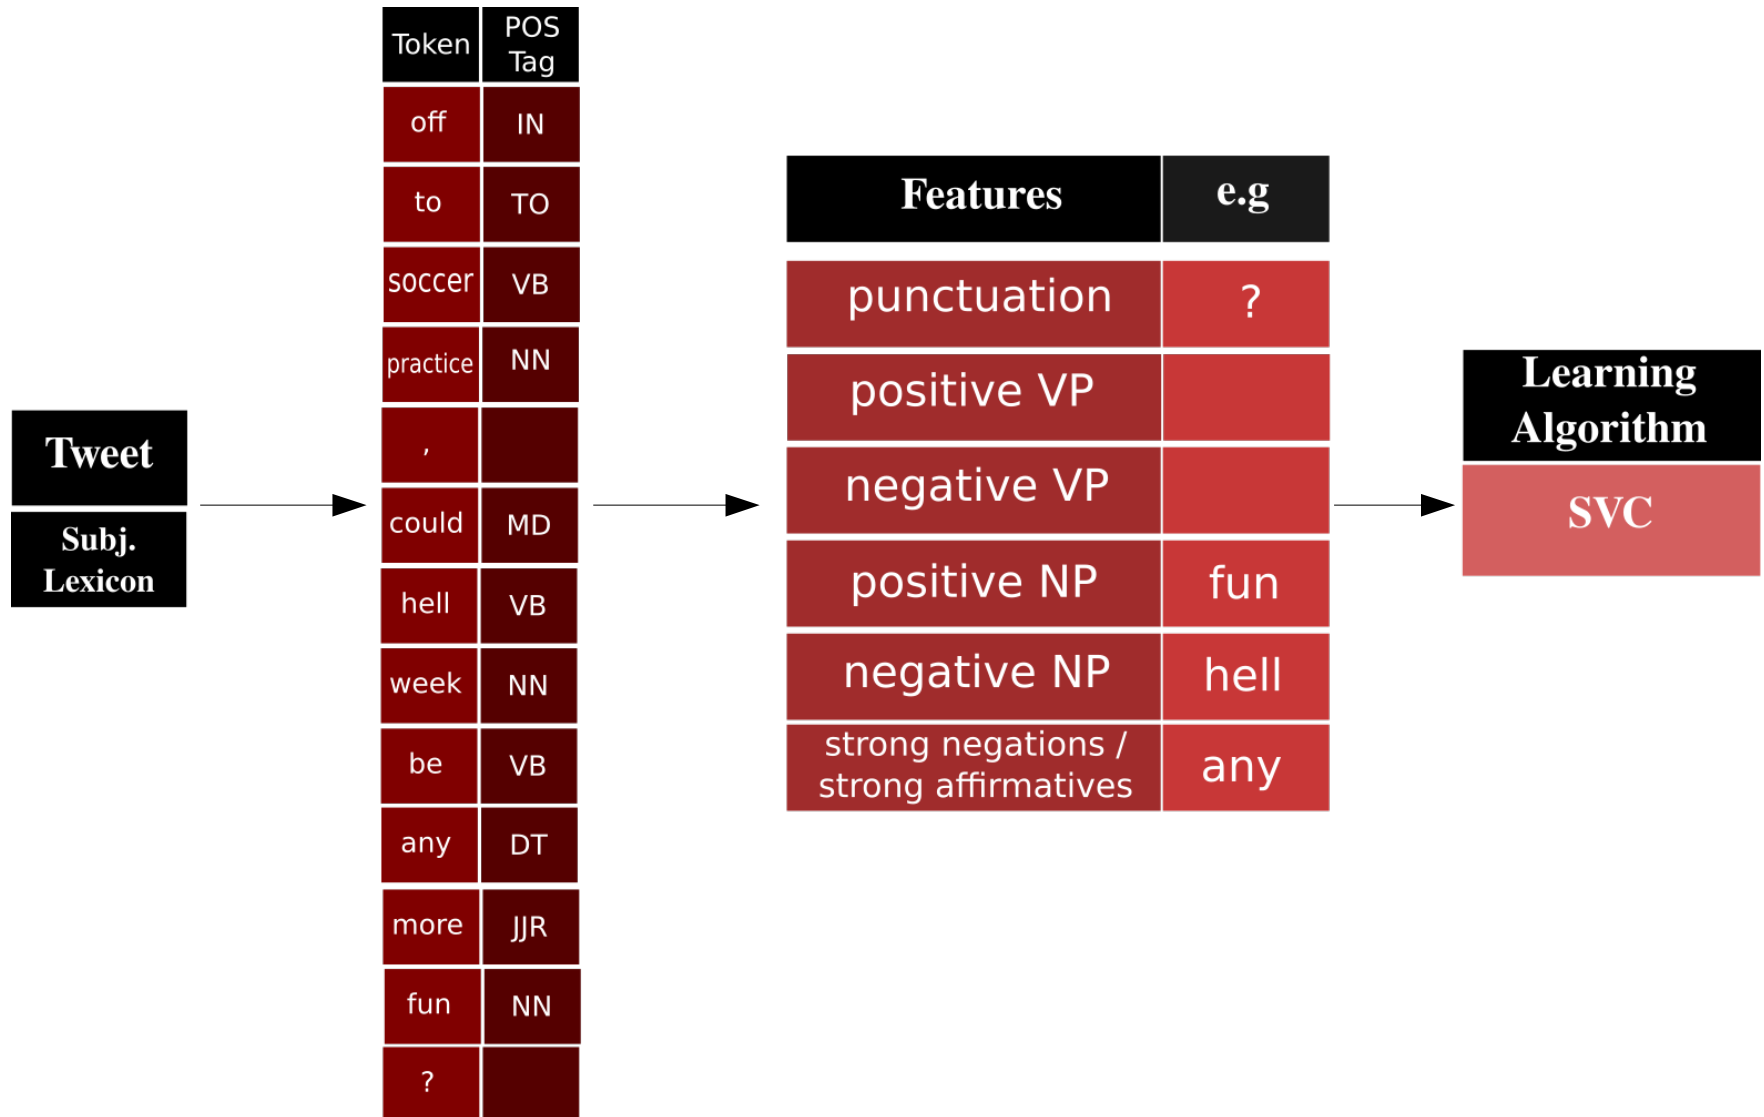 Tweet
Subj.
Lexicon
Token
POS
Tag
off
IN
to
TO
soccer
VB
practice
NN
,
could
MD
hell
VB
week
NN
be
VB
any
DT
more
JJR
fun
NN
?
Features
e.g
punctuation
?
positive VP
negative VP
positive NP
fun
negative NP
hell
strong negations /
strong affirmatives
any
Learning
Algorithm
SVC